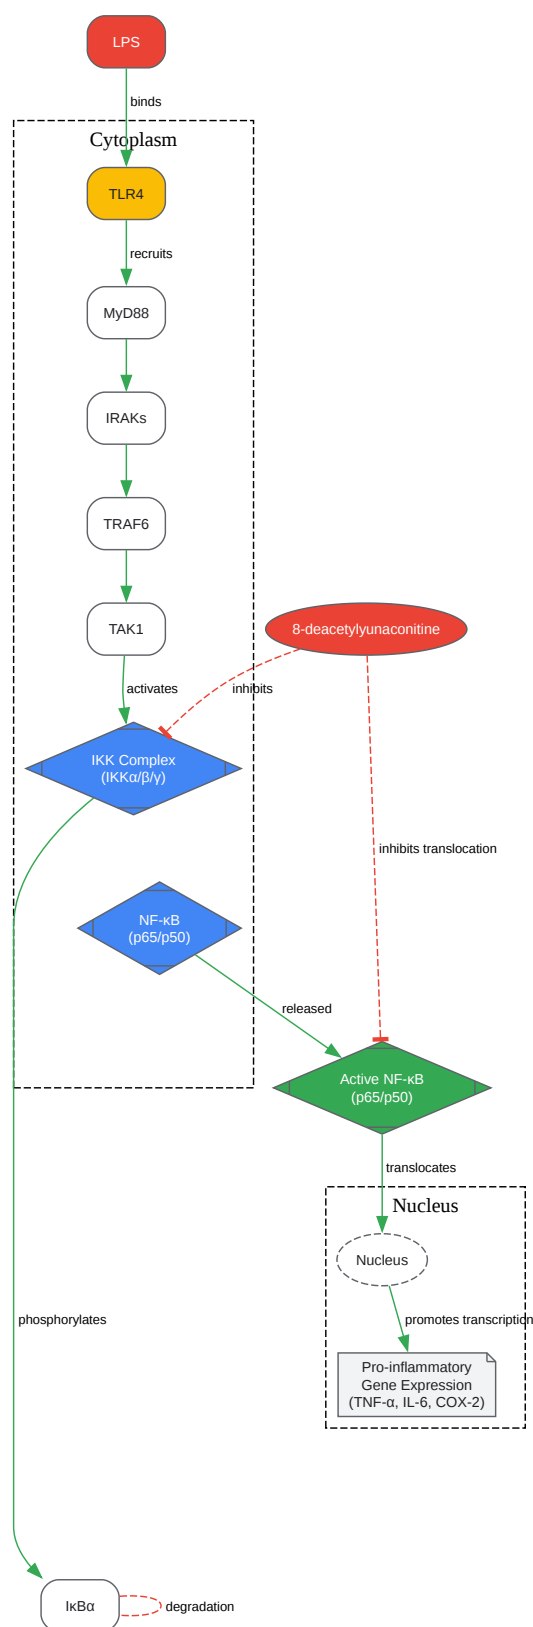 LPS
binds
Cytoplasm
TLR4
recruits
MyD88
IRAKs
TRAF6
TAK1
8-deacetylyunaconitine
activates
inhibits
IKK Complex
(IKKα/β/γ)
inhibits translocation
NF-κB
(p65/p50)
released
Active NF-κB
(p65/p50)
translocates
Nucleus
Nucleus
phosphorylates
promotes transcription
Pro-inflammatory
Gene Expression
(TNF-α, IL-6, COX-2)
IκBα
degradation